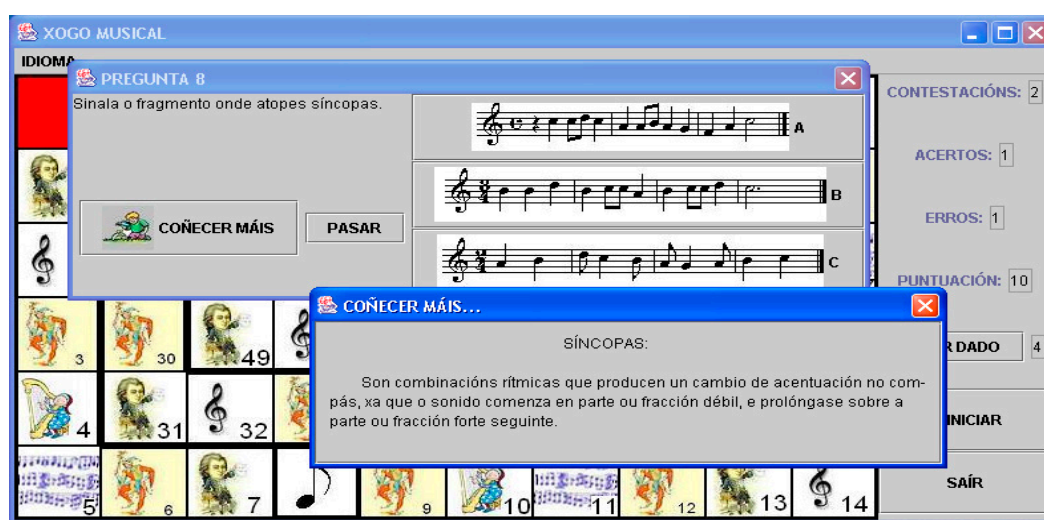 XOGO MUSICAL
IDIOMA
PREGUNTA 8
Sinala o fragmento onde atopes síncopas.
COÑECER MÁIS
PASAR
A
B
C
CONTESTACIÓNS: 2
ACERTOS: 1
ERROS: 1
PUNTUACIÓN: 10
DADO 4
INICIAR
SAÍR
COÑECER MÁIS...
SÍNCOPAS:
Son combinacións rítmicas que producen un cambio de acentuación no com-
pás, xa que o sonido comenza en parte ou fracción débil, e prolóngase sobre a
parte ou fracción forte seguinte.
3 30 49
4 31 32
5 6 7 9 10 11 12 13 14